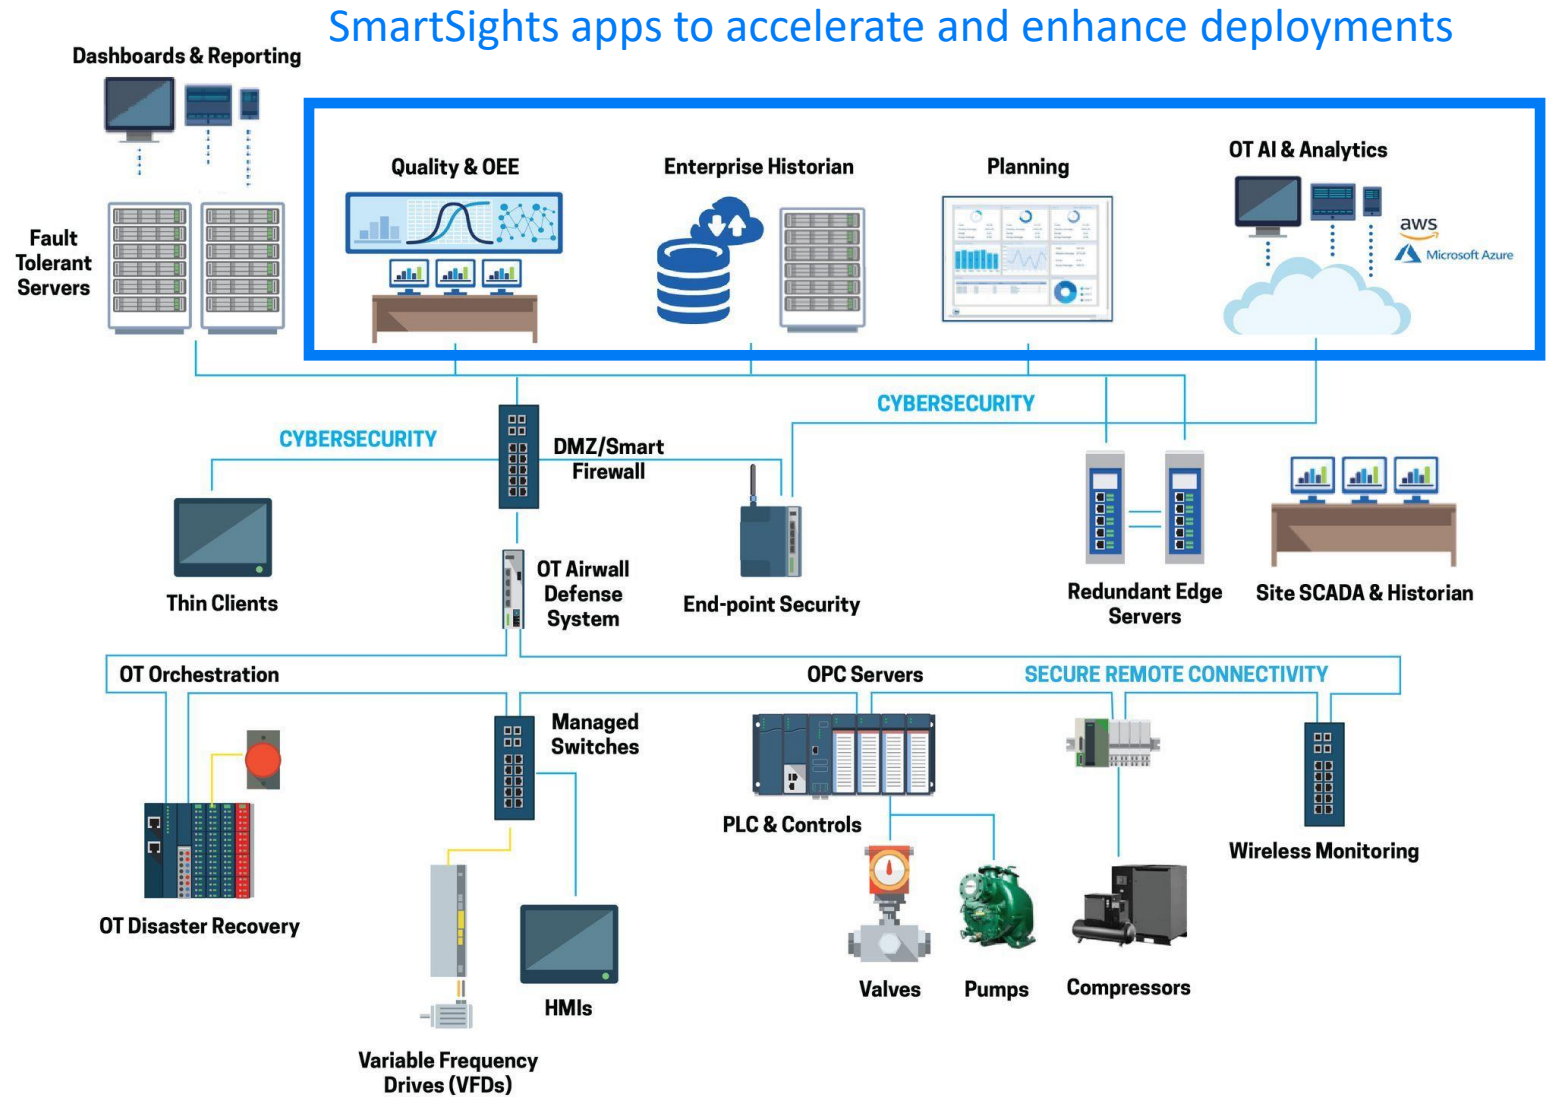 SmartSights apps to accelerate and enhance deployments
Dashboards & Reporting
Quality & OEE
Enterprise Historian
Planning
OT AI & Analytics
aws
Microsoft Azure
Fault
Tolerant
Servers
CYBERSECURITY
CYBERSECURITY
DMZ/Smart
Firewall
Thin Clients
OT Airwall
Defense
System
End-point Security
Redundant Edge
Servers
Site SCADA & Historian
OT Orchestration
OPC Servers
SECURE REMOTE CONNECTIVITY
Managed
Switches
PLC & Controls
Wireless Monitoring
OT Disaster Recovery
HMIs
Valves
Pumps
Compressors
Variable Frequency
Drives (VFDs)